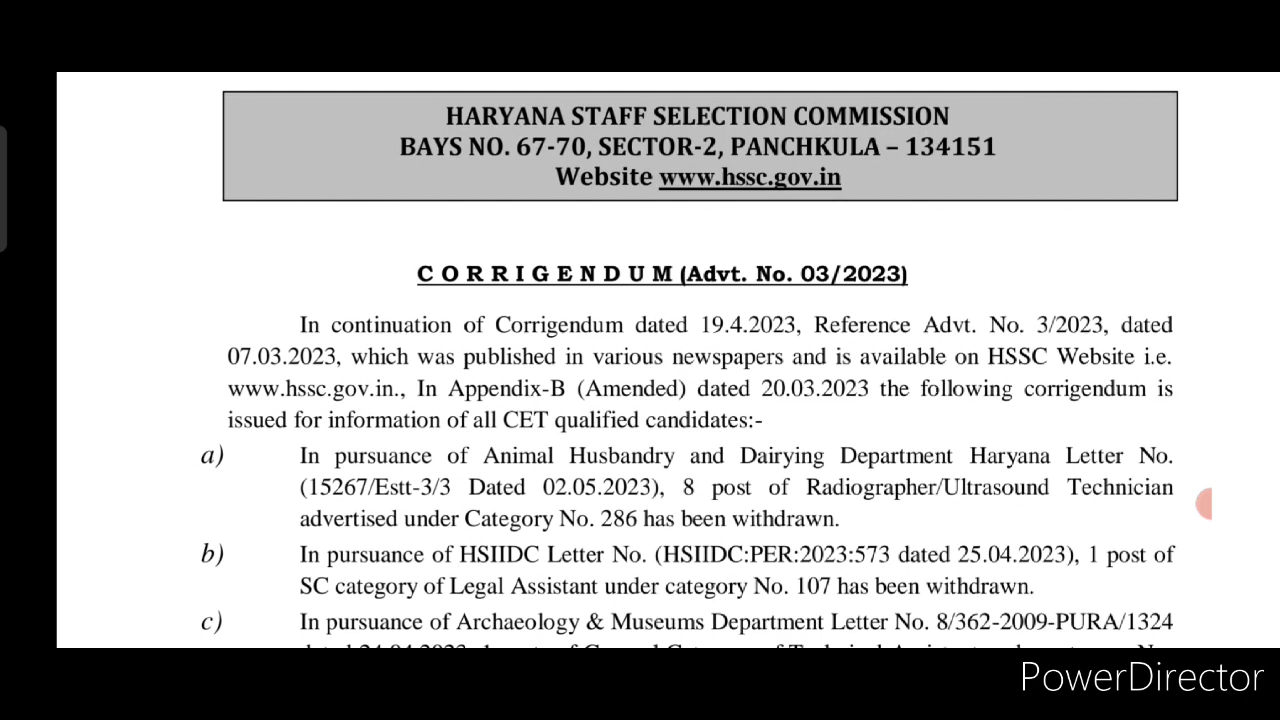 HARYANA STAFF SELECTION COMMISSION
BAYS NO. 67-70, SECTOR-2, PANCHKULA – 134151
Website www.hssc.gov.in
C O R R I G E N D U M (Advt. No. 03/2023)
In continuation of Corrigendum dated 19.4.2023, Reference Advt. No. 3/2023, dated
07.03.2023, which was published in various newspapers and is available on HSSC Website i.e.
www.hssc.gov.in., In Appendix-B (Amended) dated 20.03.2023 the following corrigendum is
issued for information of all CET qualified candidates:-
a) In pursuance of Animal Husbandry and Dairying Department Haryana Letter No.
(15267/Estt-3/3 Dated 02.05.2023), 8 post of Radiographer/Ultrasound Technician
advertised under Category No. 286 has been withdrawn.
b) In pursuance of HSIIDC Letter No. (HSIIDC:PER:2023:573 dated 25.04.2023), 1 post of
SC category of Legal Assistant under category No. 107 has been withdrawn.
c) In pursuance of Archaeology & Museums Department Letter No. 8/362-2009-PURA/1324
PowerDirector